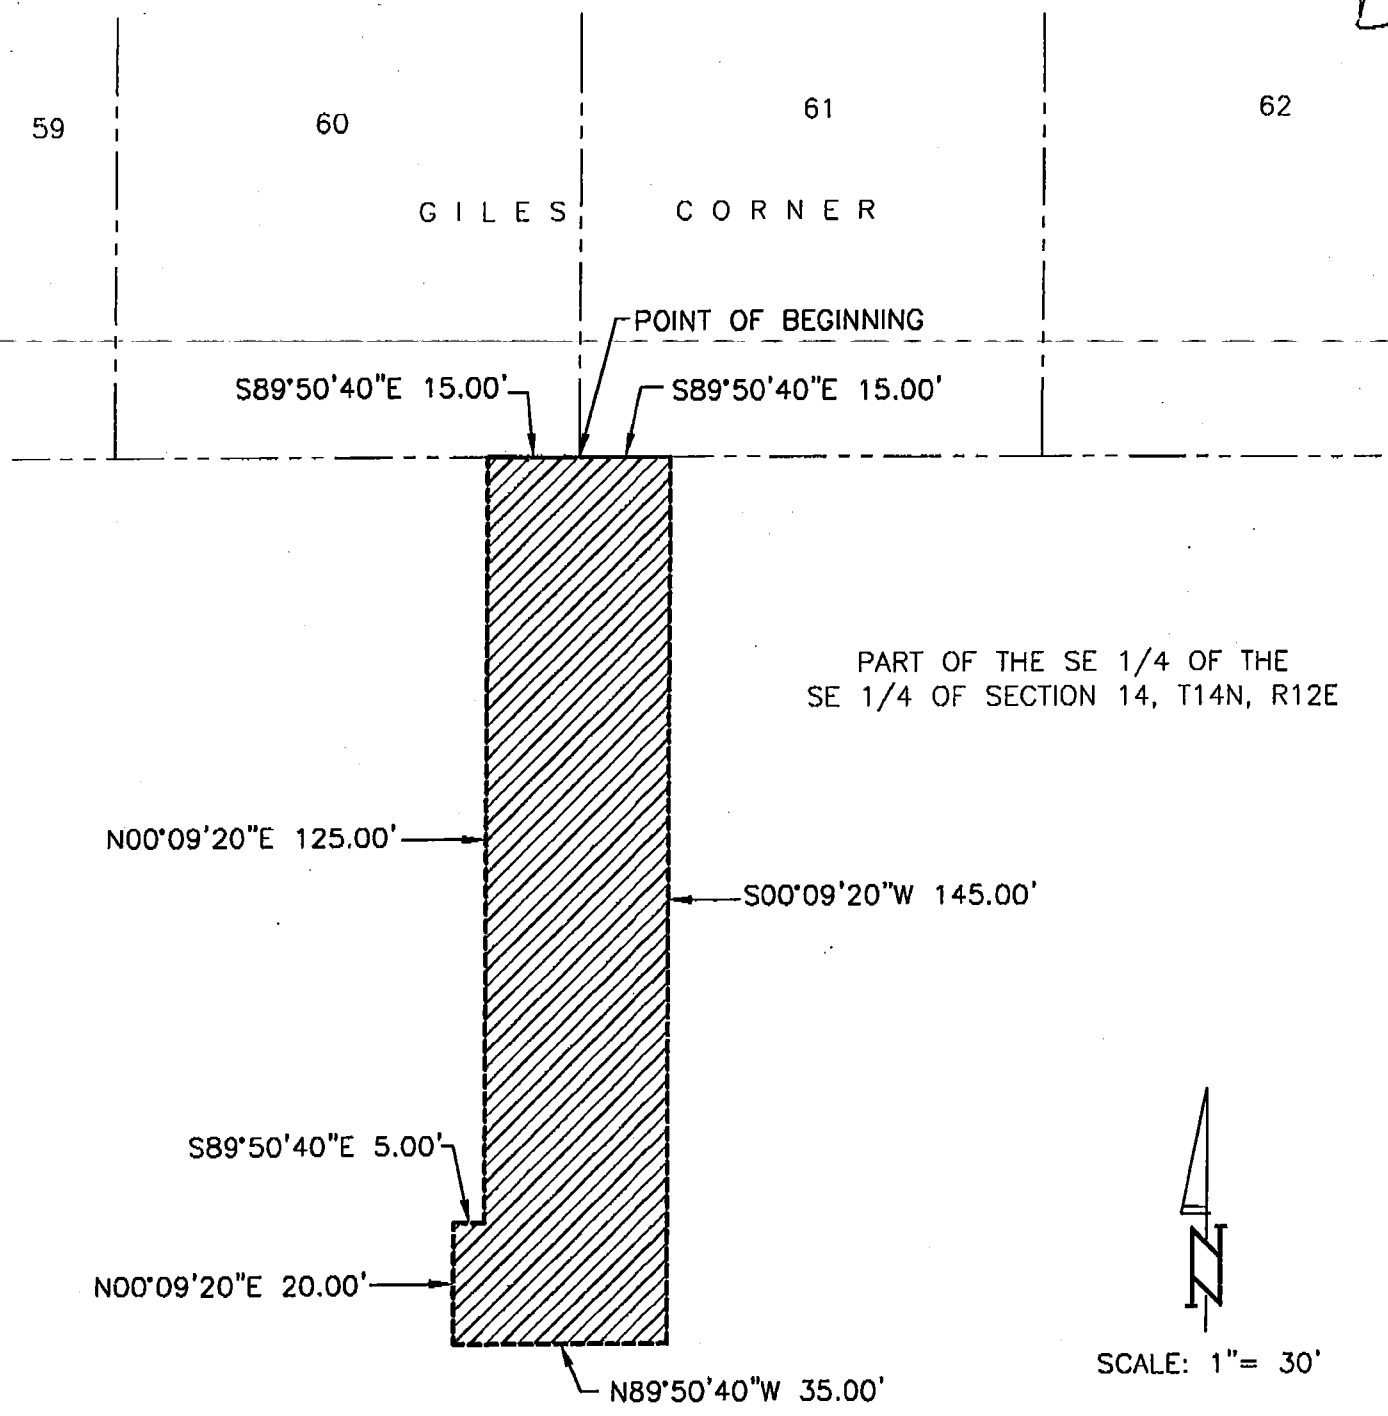 59
60
61
62
GILES CORNER
POINT OF BEGINNING
S89°50'40"E 15.00'
S89°50'40"E 15.00'
PART OF THE SE 1/4 OF THE
SE 1/4 OF SECTION 14, T14N, R12E
N00°09'20"E 125.00'
S00°09'20"W 145.00'
S89°50'40"E 5.00'
N00°09'20"E 20.00'
N
SCALE: 1"= 30'
N89°50'40"W 35.00'